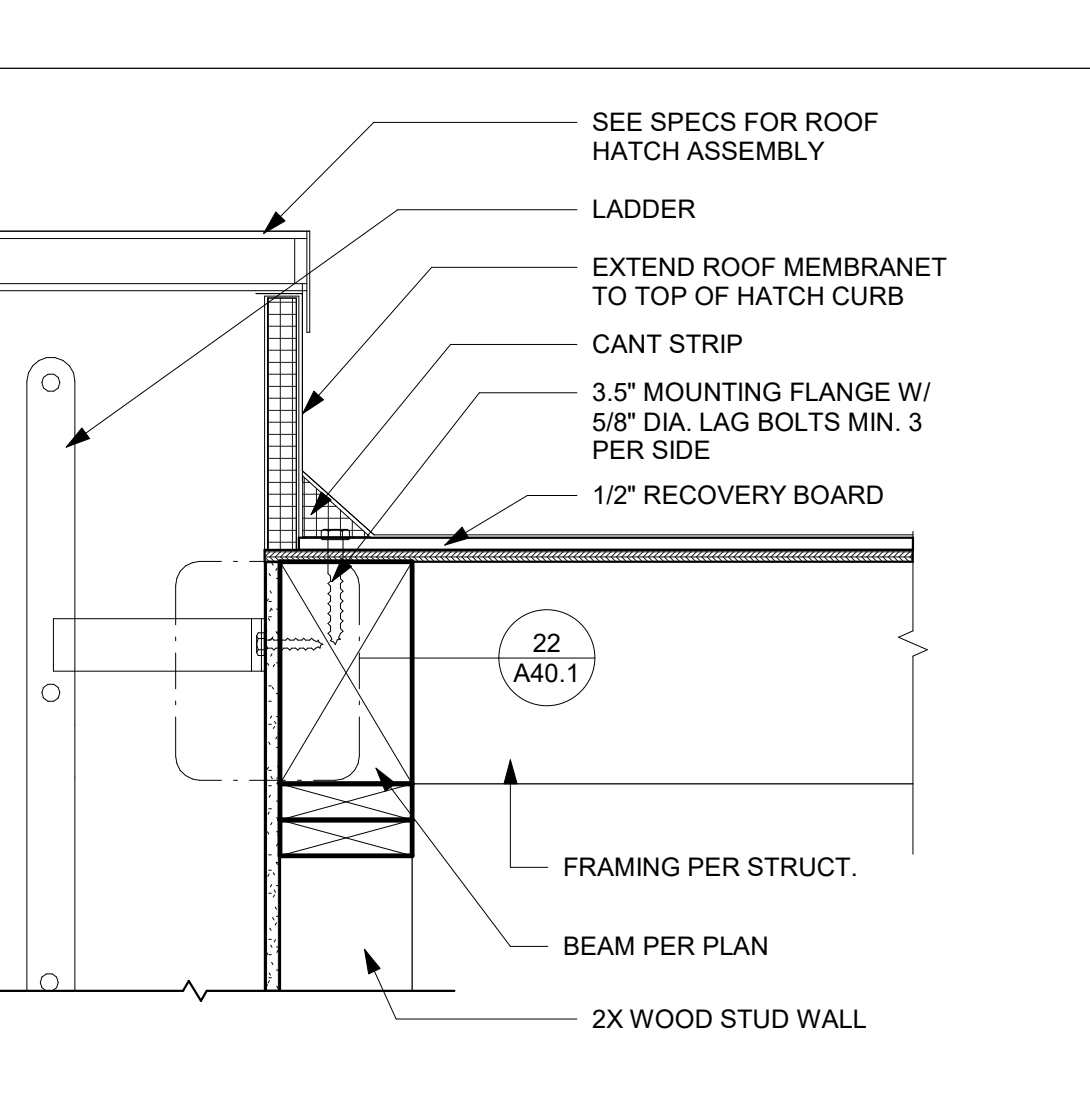 SEE SPECS FOR ROOF
HATCH ASSEMBLY
LADDER
EXTEND ROOF MEMBRANET
TO TOP OF HATCH CURB
CANT STRIP
3.5" MOUNTING FLANGE W/
5/8" DIA. LAG BOLTS MIN. 3
PER SIDE
1/2" RECOVERY BOARD
22
A40.1
FRAMING PER STRUCT.
BEAM PER PLAN
2X WOOD STUD WALL